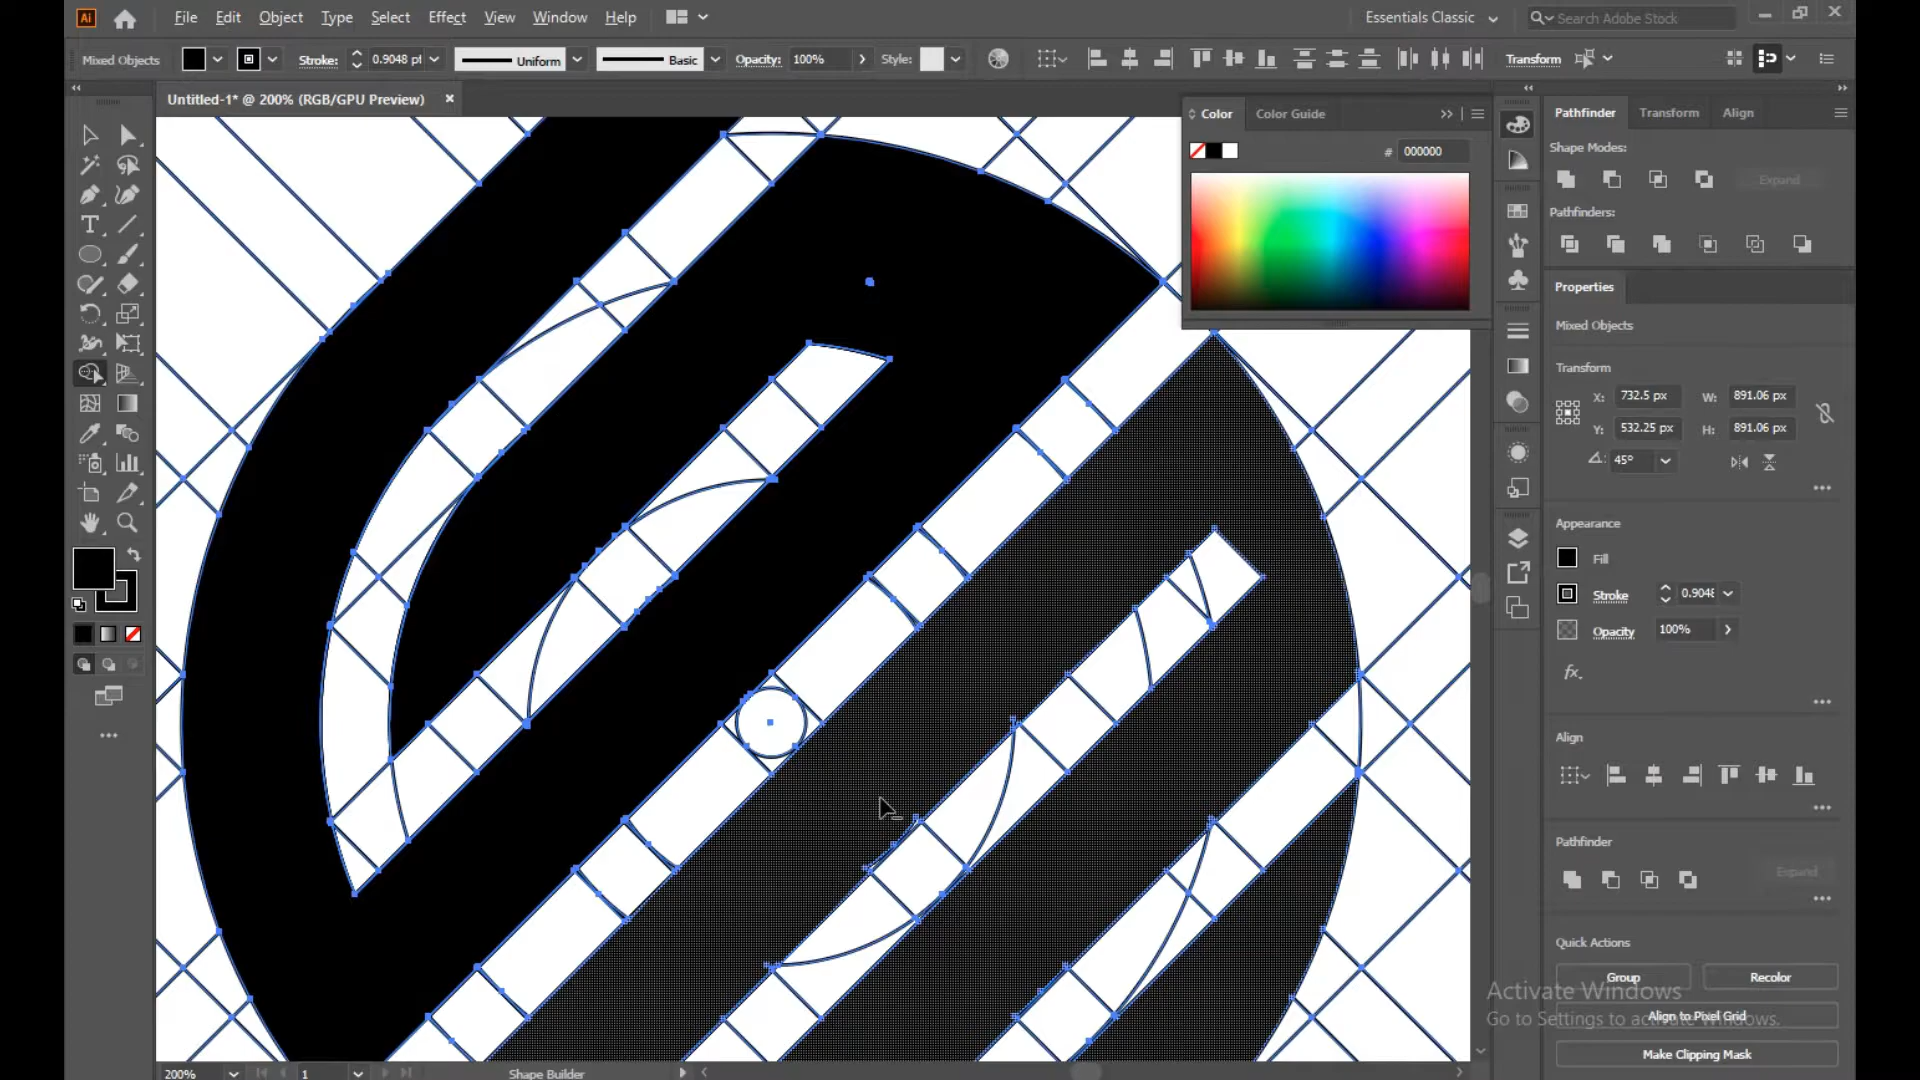 Ai File Edit Object Type Select Effect View Window Help
Essentials Classic
Search Adobe Stock
Mixed Objects
Stroke: 0.9048 pt
Uniform
Basic
Opacity: 100%
Style:
Transform
Untitled-1* @ 200% (RGB/GPU Preview) ×
Color
Color Guide
# 000000
Pathfinder Transform Align
Shape Modes:
Expand
Pathfinders:
Properties
Mixed Objects
Transform
X: 732.5 px W: 891.06 px
Y: 532.25 px H: 891.06 px
45°
Appearance
Fill
Stroke 0.9048
Opacity 100%
fx.
Align
Pathfinder
Expand
Quick Actions
Group Recolor
Align to Pixel Grid
Make Clipping Mask
Activate Windows
Go to Settings to activate Windows.
200% 1 Shape Builder